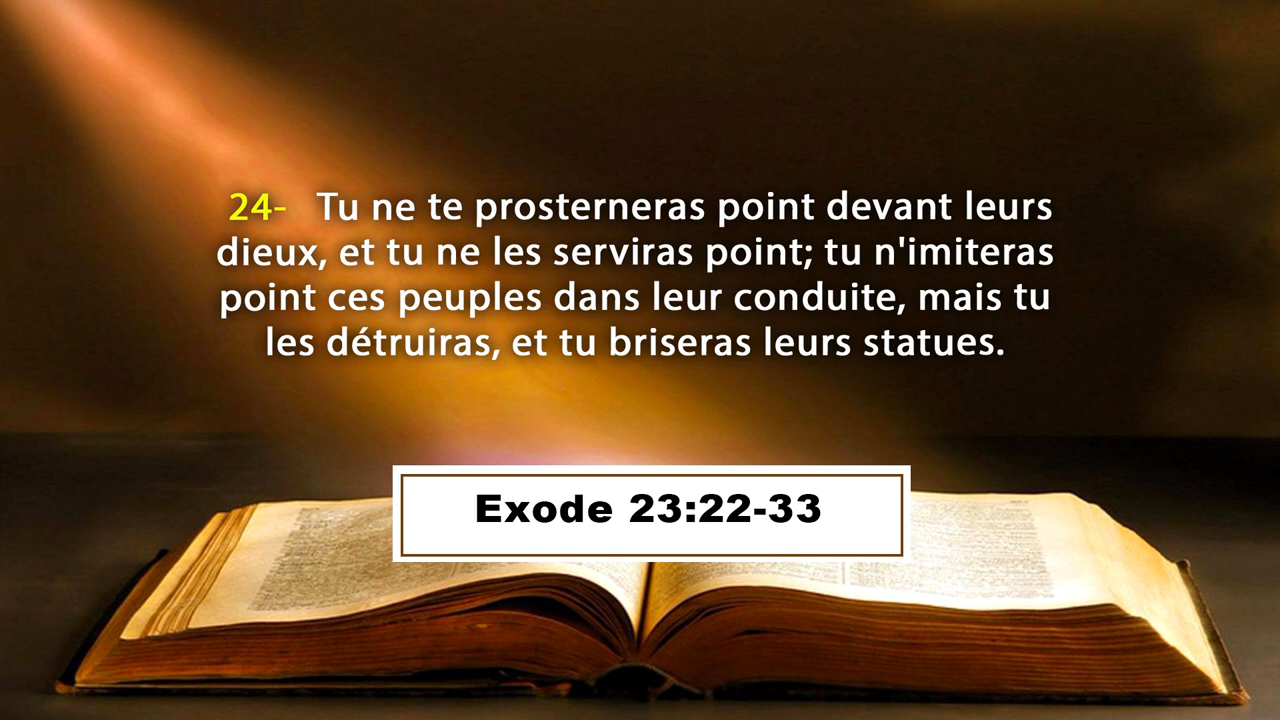 24- Tu ne te prosterneras point devant leurs
dieux, et tu ne les serviras point; tu n'imiteras
point ces peuples dans leur conduite, mais tu
les détruiras, et tu briseras leurs statues.
Exode 23:22-33